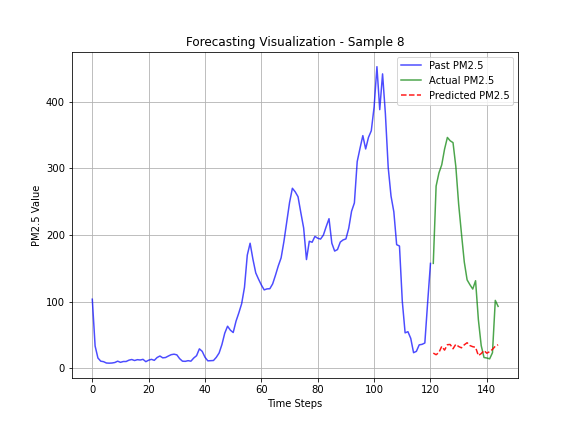 Forecasting Visualization - Sample 8
Past PM2.5
Actual PM2.5
Predicted PM2.5
PM2.5 Value
400
300
200
100
0
0 20 40 60 80 100 120 140
Time Steps